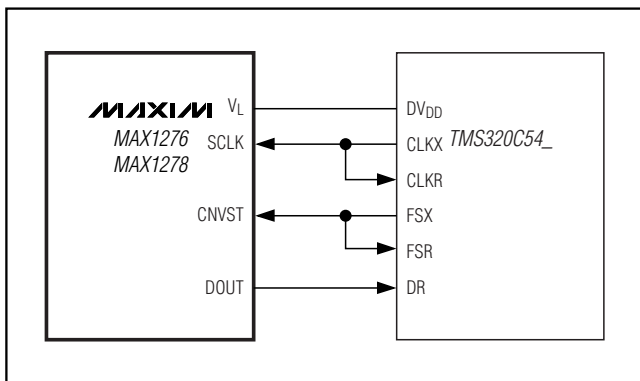 MAXIM
MAX1276
MAX1278
VL
SCLK
CNVST
DOUT
DVDD
CLKX
CLKR
FSX
FSR
DR
TMS320C54_